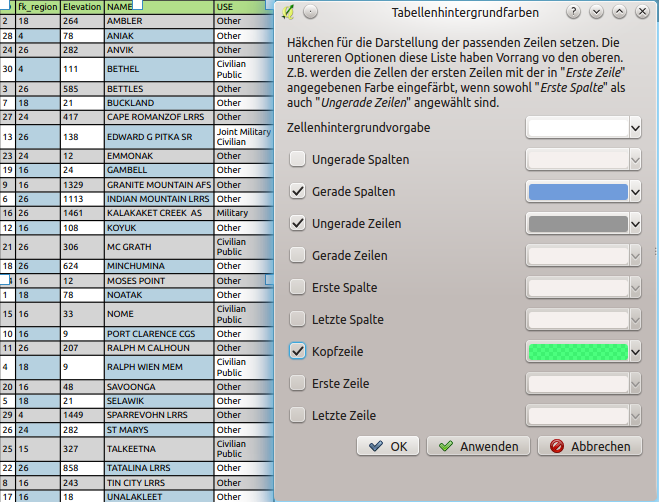 fk_region Elevation NAME USE
2 18 264 AMBLER Other
28 4 78 ANIAK Other
24 26 282 ANVIK Other
30 4 111 BETHEL Civilian
Public
3 26 585 BETTLES Other
7 18 21 BUCKLAND Other
27 24 417 CAPE ROMANZOF LRRS Other
13 26 138 EDWARD G PITKA SR Joint Military
Civilian
23 24 12 EMMONAK Other
19 16 24 GAMBELL Other
9 16 1329 GRANITE MOUNTAIN AFS Other
6 26 1113 INDIAN MOUNTAIN LRRS Other
16 26 1461 KALAKAKET CREEK AS Military
12 16 108 KOYUK Other
21 26 306 MC GRATH Civilian
Public
18 26 624 MINCHUMINA Other
16 12 MOSES POINT Other
1 18 78 NOATAK Other
15 16 33 NOME Civilian
Public
10 16 9 PORT CLARENCE CGS Other
11 26 207 RALPH M CALHOUN Other
4 18 9 RALPH WIEN MEM Civilian
Public
20 16 48 SAVOONGA Other
5 18 21 SELAWIK Other
29 4 1449 SPARREVOHN LRRS Other
26 24 282 ST MARYS Other
25 15 327 TALKEETNA Civilian
Public
22 26 858 TATALINA LRRS Other
8 16 243 TIN CITY LRRS Other
17 16 18 UNALAKLEET Other
Tabellenhintergrundfarben
Häkchen für die Darstellung der passenden Zeilen setzen. Die
untereren Optionen diese Liste haben Vorrang vo den oberen.
Z.B. werden die Zellen der ersten Zeilen mit der in "Erste Zeile"
angegebenen Farbe eingefärbt, wenn sowohl "Erste Spalte" als
auch "Ungerade Zeilen" angewählt sind.
Zellenhintergrundvorgabe
Ungerade Spalten
Gerade Spalten
Ungerade Zeilen
Gerade Zeilen
Erste Spalte
Letzte Spalte
Kopfzeile
Erste Zeile
Letzte Zeile
OK Anwenden Abbrechen